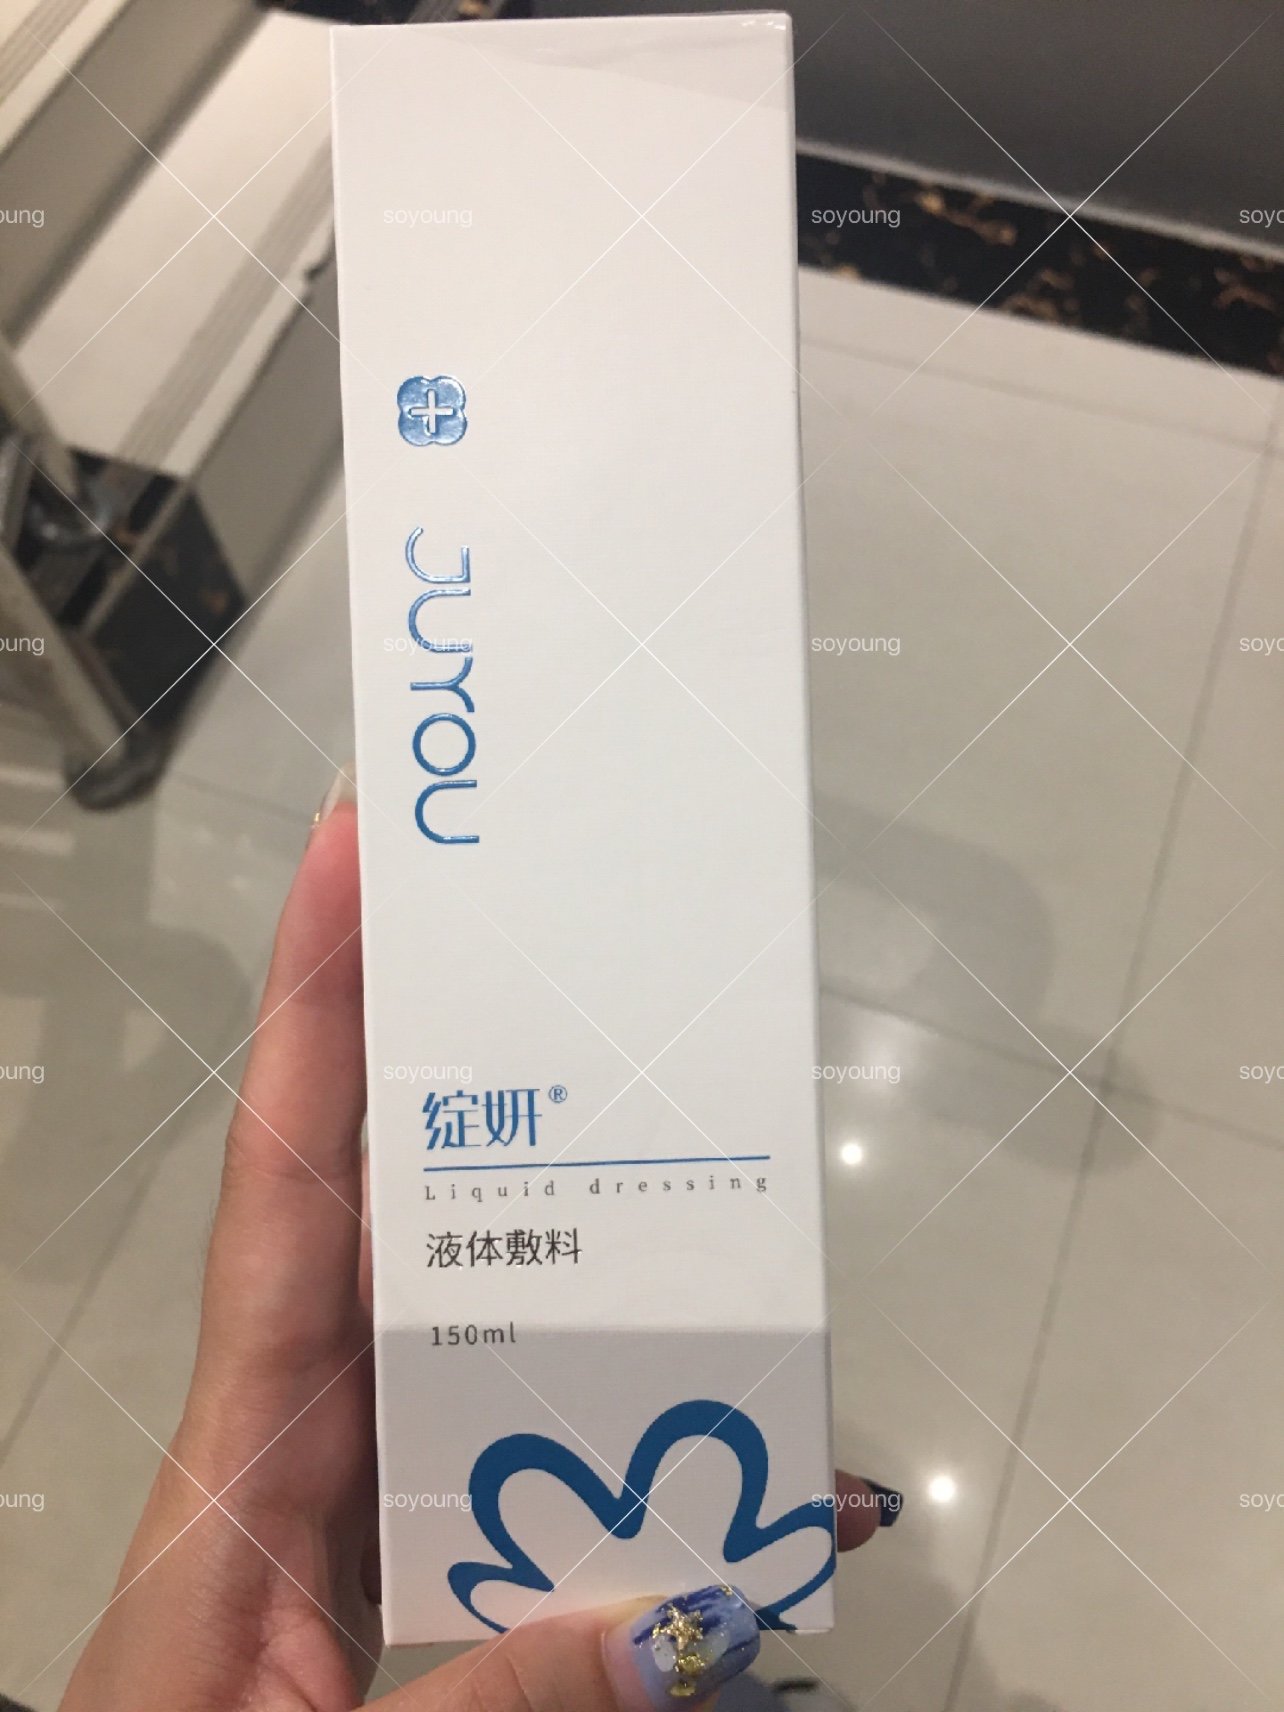 JUYOU
绽妍®
Liquid dressing
液体敷料
150ml
soyoung